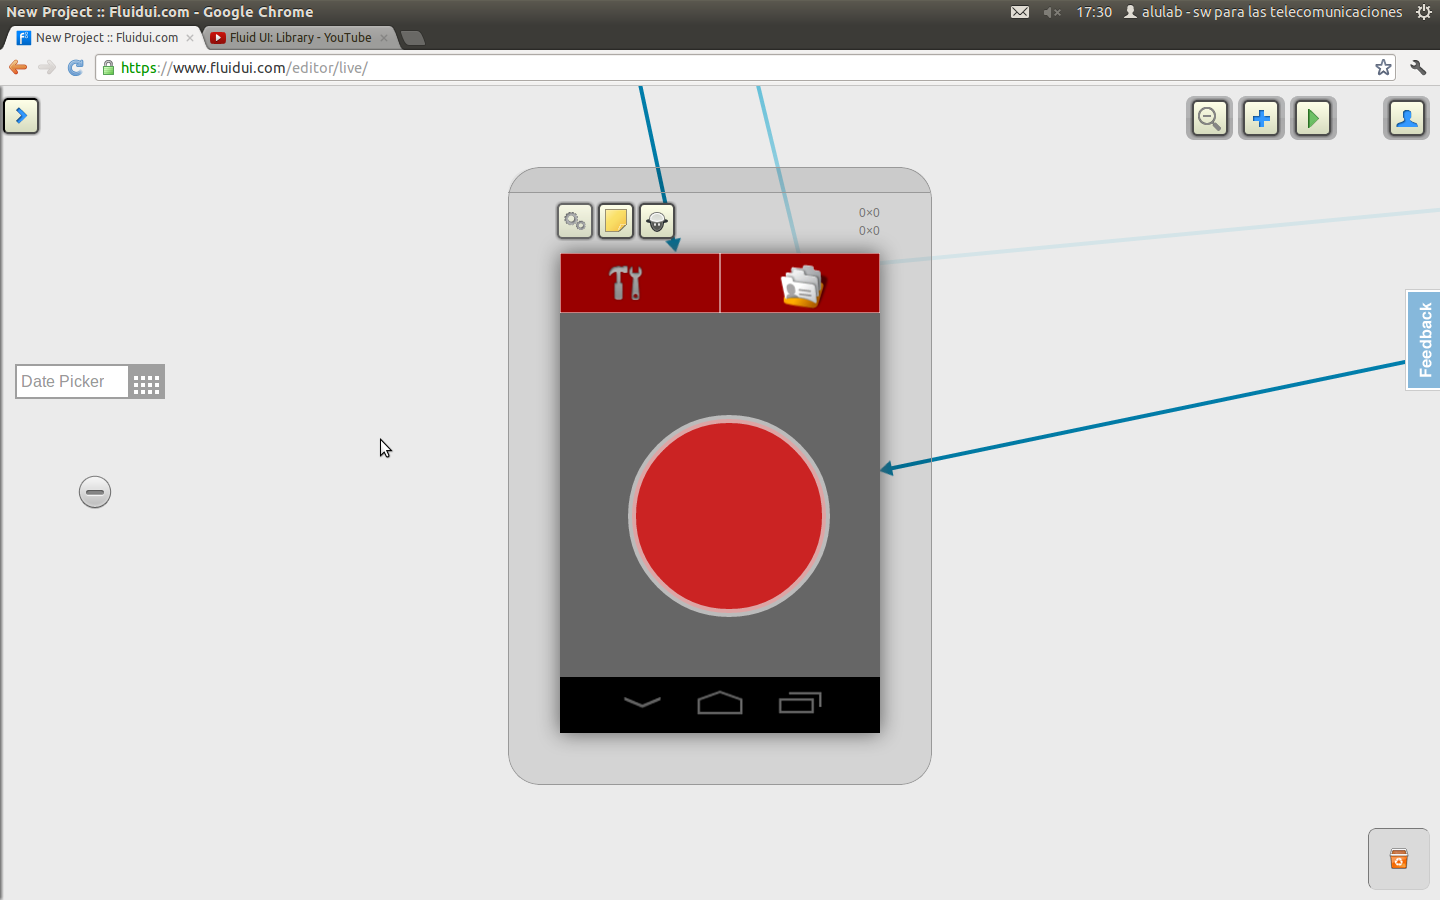 New Project :: Fluidui.com - Google Chrome
17:30
alulab - sw para las telecomunicaciones
New Project :: Fluidui.com
Fluid UI: Library - YouTube
https://www.fluidui.com/editor/live/
0×0
0×0
Feedback
Date Picker